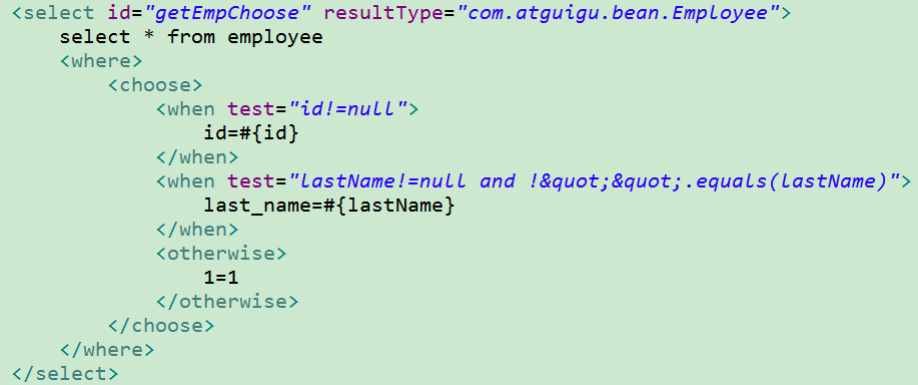 <select id="getEmpChoose" resultType="com.atguigu.bean.Employee">
    select * from employee
    <where>
        <choose>
            <when test="id!=null">
                id=#{id}
            </when>
            <when test="lastName!=null and !&quot;&quot;.equals(lastName)">
                last_name=#{lastName}
            </when>
            <otherwise>
                1=1
            </otherwise>
        </choose>
    </where>
</select>